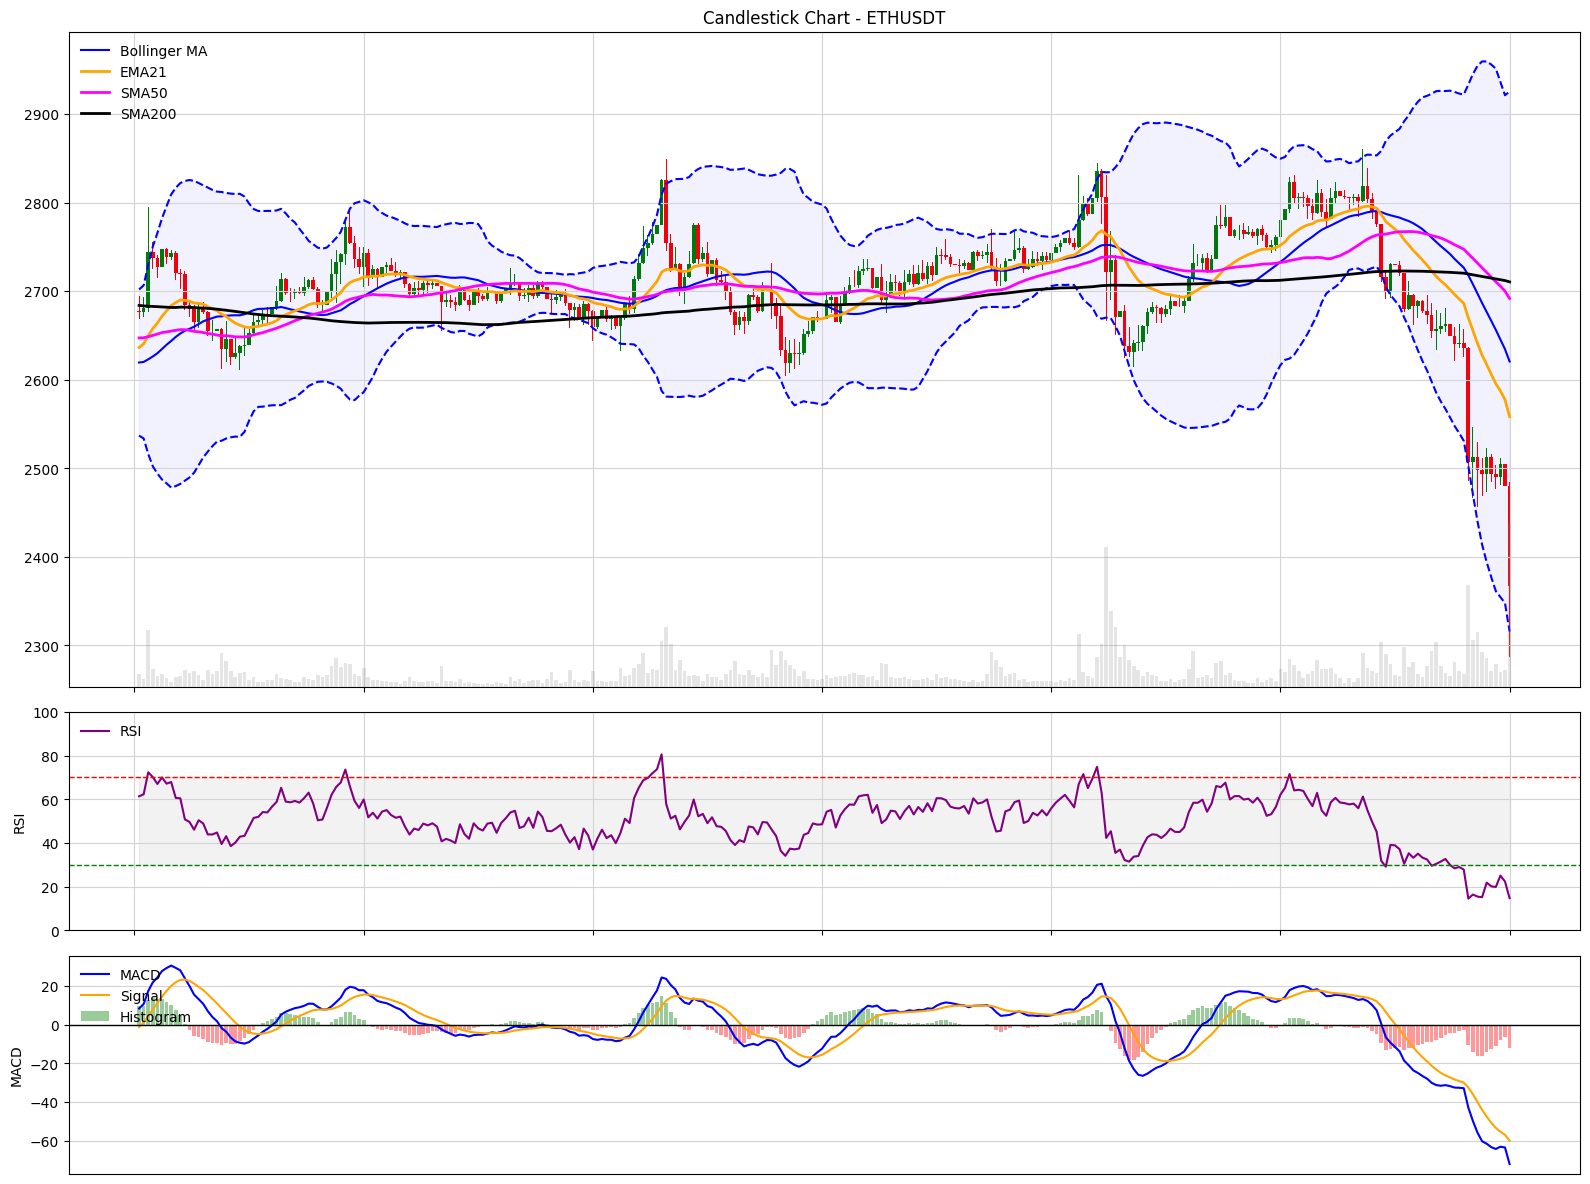 Candlestick Chart - ETHUSDT
Bollinger MA
EMA21
SMA50
SMA200
2900
2800
2700
2600
2500
2400
2300
RSI
100
80
60
40
20
0
RSI
MACD
Signal
Histogram
20
0
−20
−40
−60
MACD